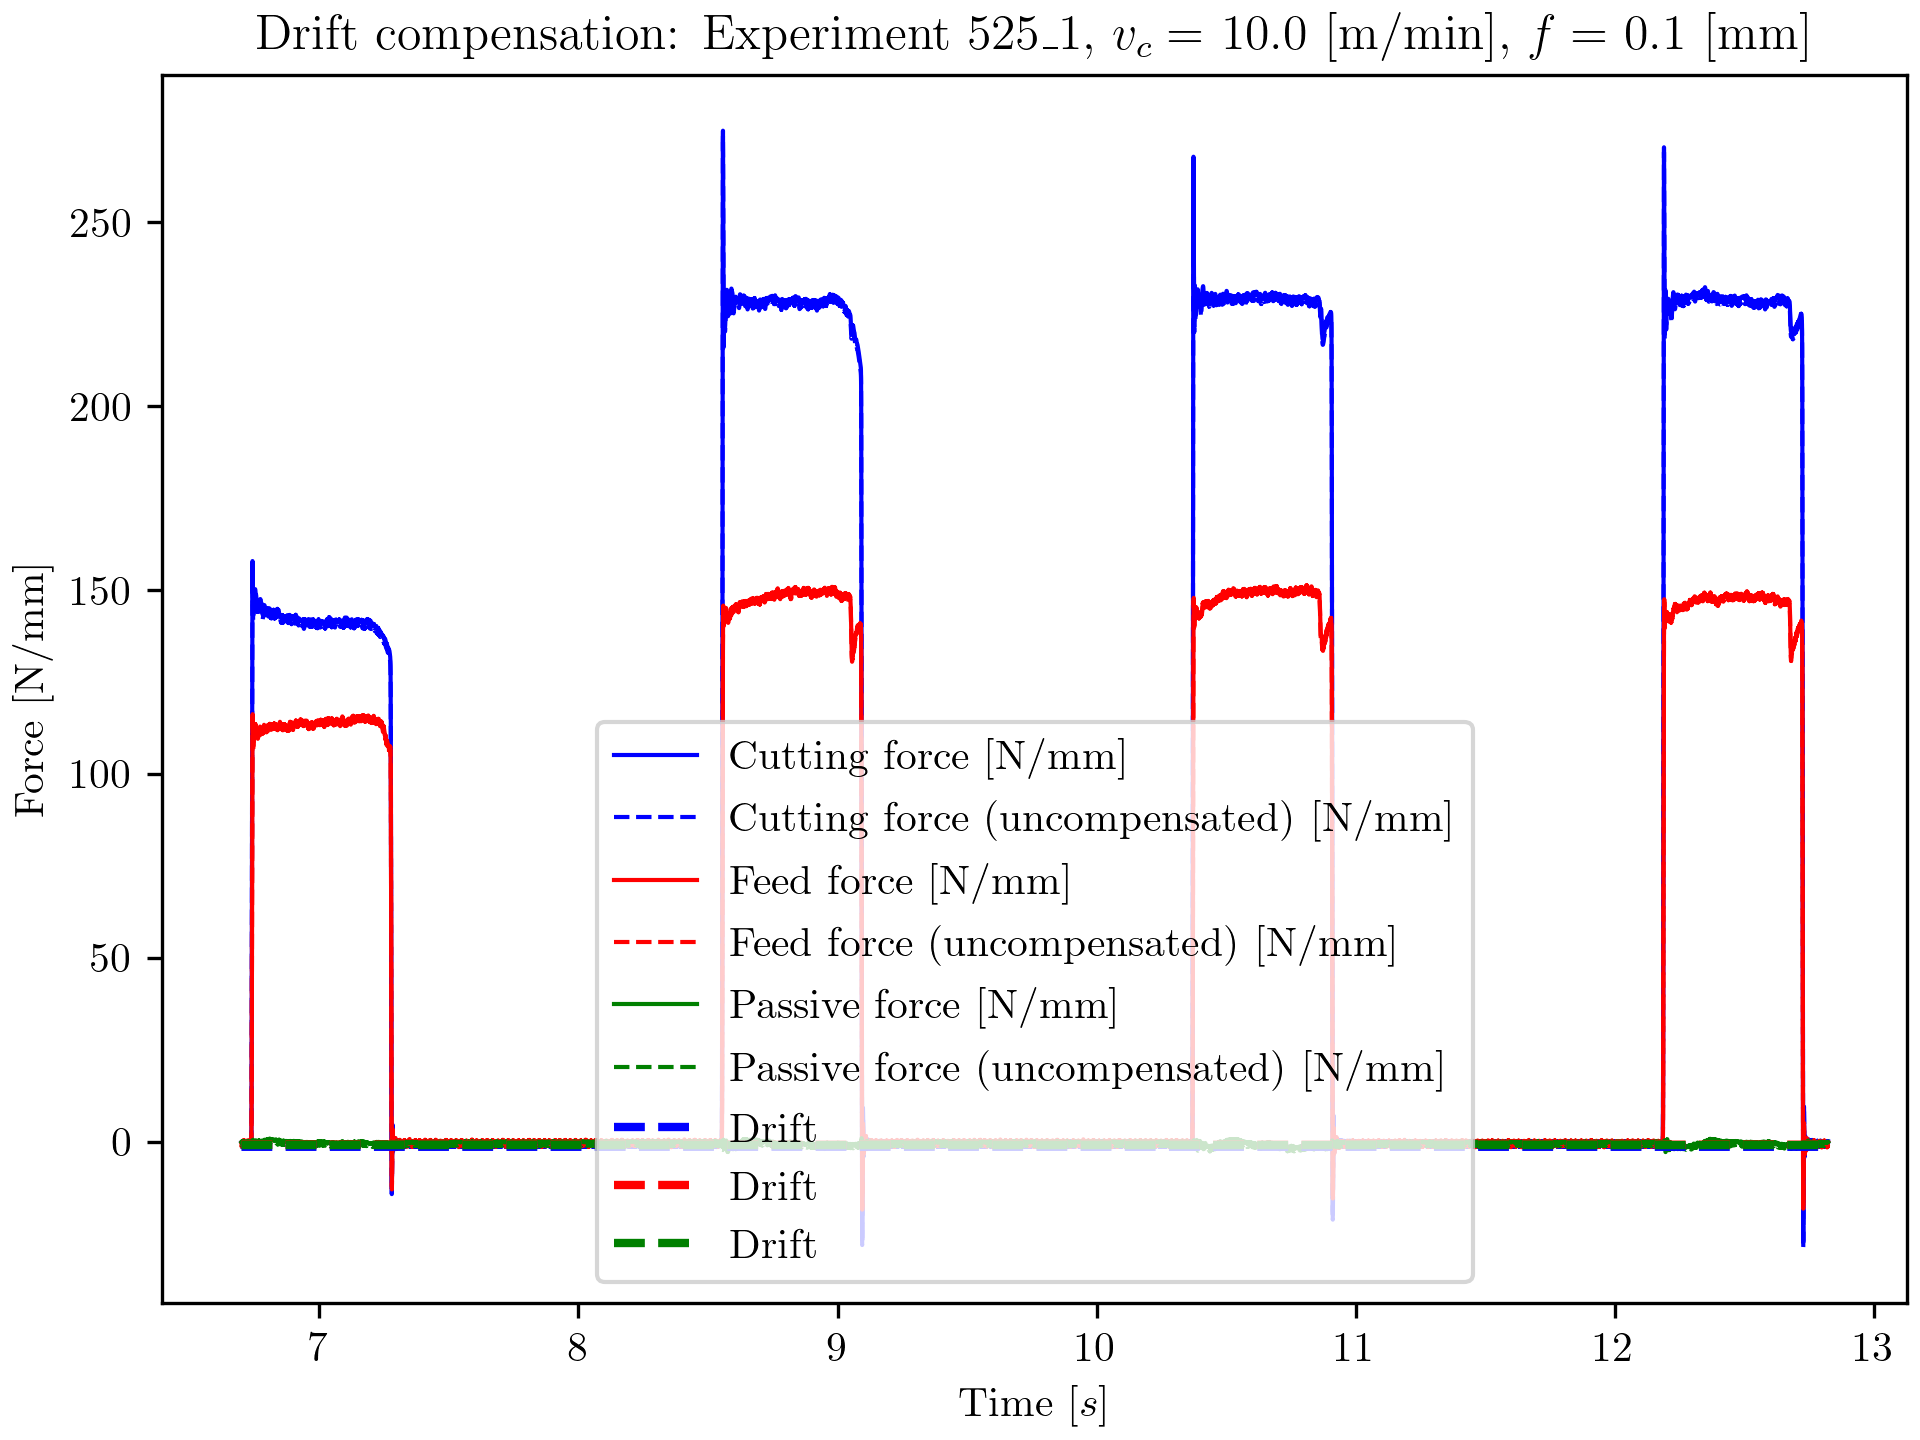 Drift compensation: Experiment 525_1, v_c = 10.0 [m/min], f = 0.1 [mm]
Force [N/mm]
250
200
150
100
50
0
Cutting force [N/mm]
Cutting force (uncompensated) [N/mm]
Feed force [N/mm]
Feed force (uncompensated) [N/mm]
Passive force [N/mm]
Passive force (uncompensated) [N/mm]
Drift
Drift
Drift
7 8 9 10 11 12 13
Time [s]